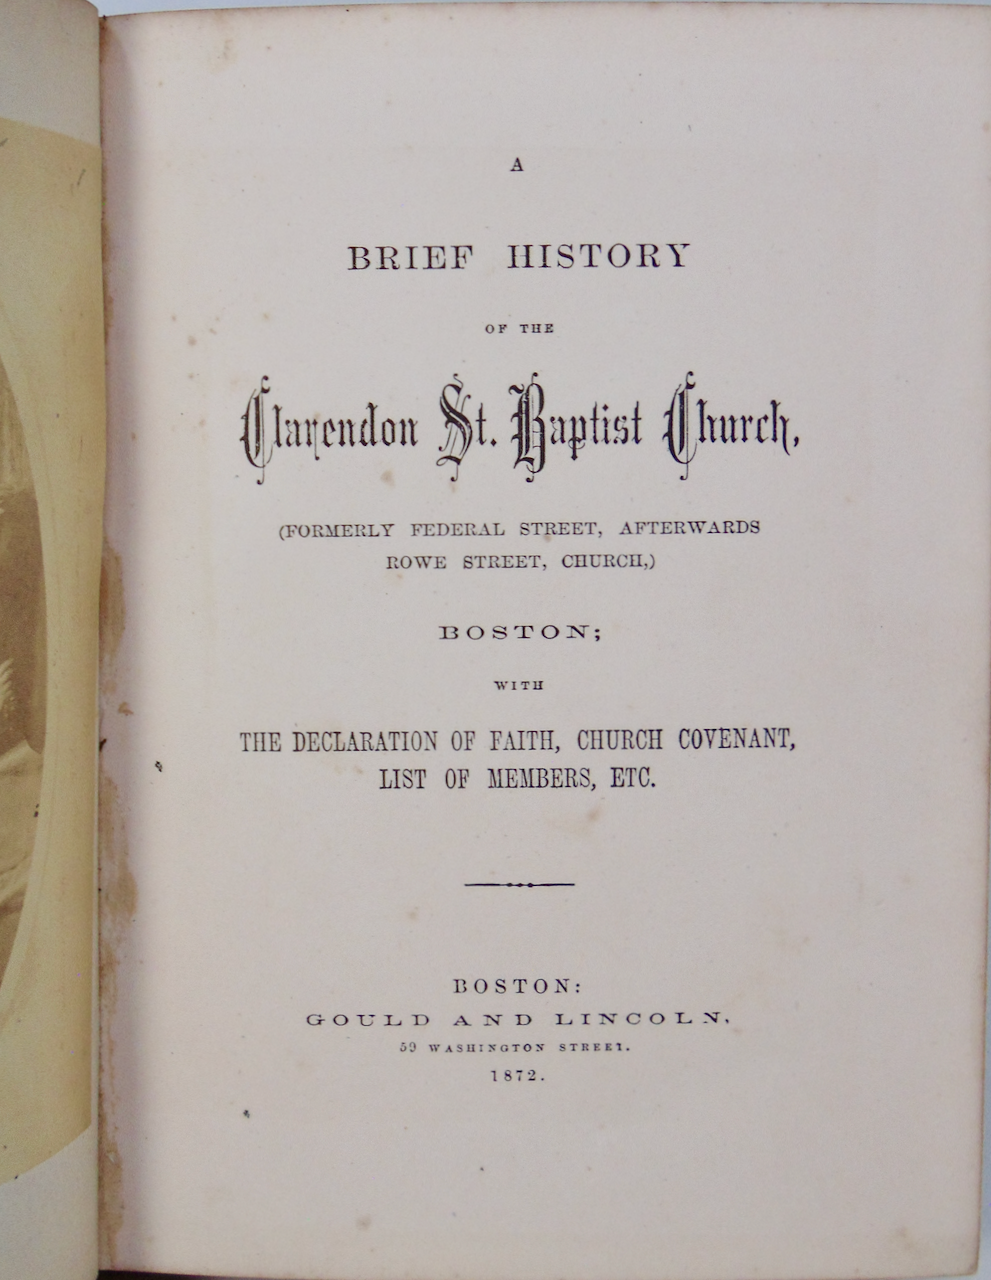 A
BRIEF HISTORY
OF THE
Clarendon St. Baptist Church,
(FORMERLY FEDERAL STREET, AFTERWARDS
ROWE STREET, CHURCH,)
BOSTON;
WITH
THE DECLARATION OF FAITH, CHURCH COVENANT,
LIST OF MEMBERS, ETC.
BOSTON:
GOULD AND LINCOLN,
59 WASHINGTON STREET.
1872.